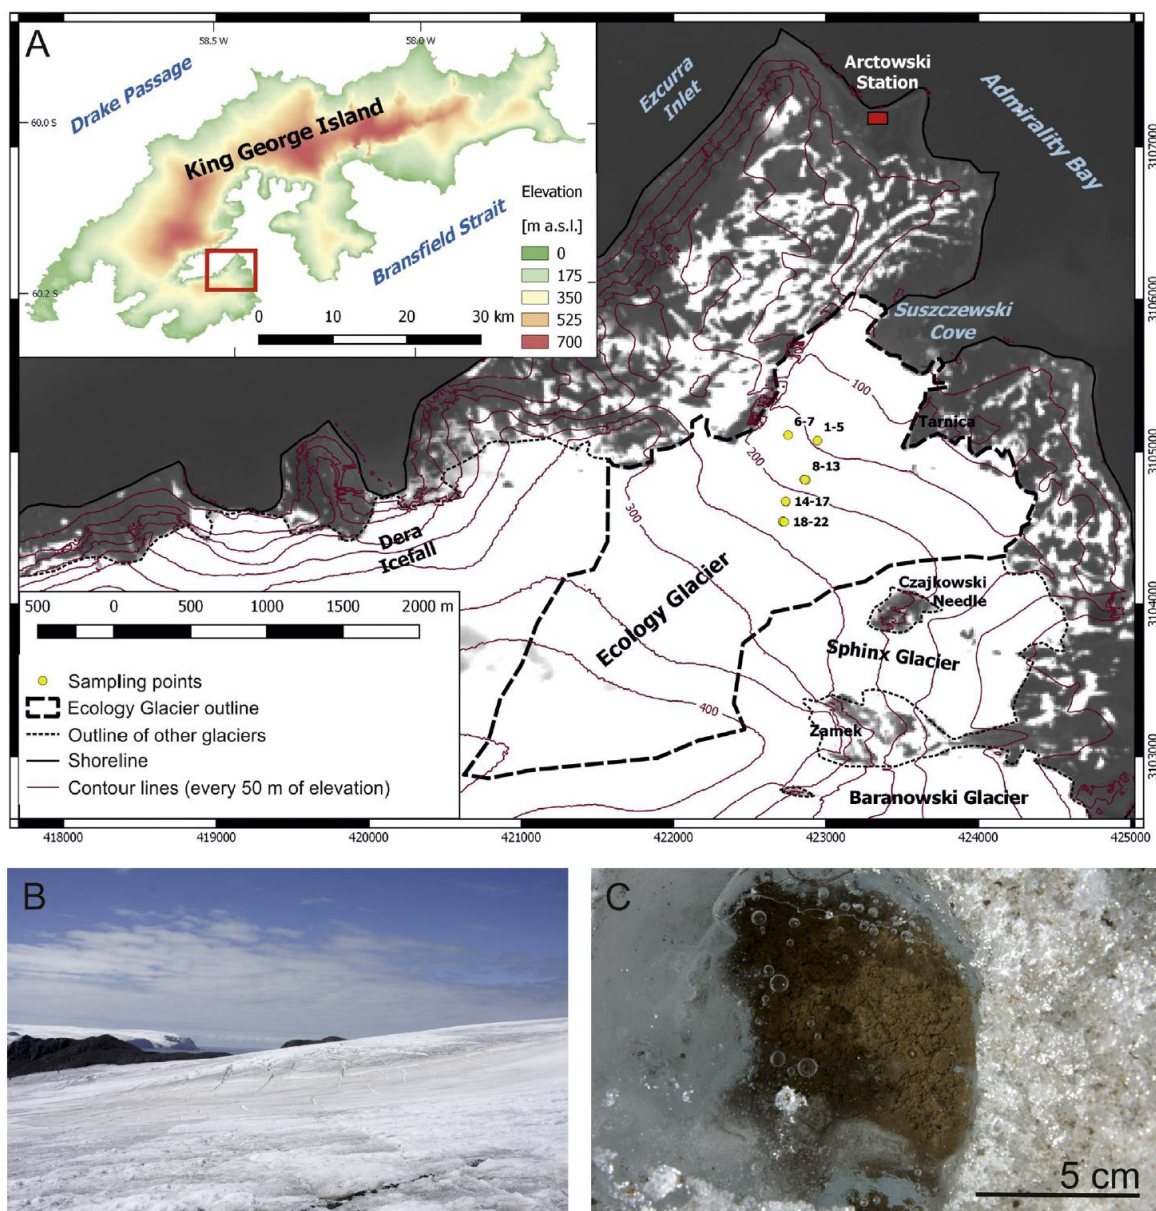 A
58.5 W
58.0 W
60.0 S
60.2 S
Drake Passage
King George Island
Bransfield Strait
Elevation
[m a.s.l.]
0
175
350
525
700
0 10 20 30 km
Ezcurra
Inlet
Arctowski
Station
Admirality Bay
Suszczewski
Cove
Tarnica
100
200
300
400
6-7
1-5
8-13
14-17
18-22
Dera
Icefall
Ecology Glacier
Czajkowski
Needle
Sphinx Glacier
Zamek
Baranowski Glacier
500 0 500 1000 1500 2000 m
Sampling points
Ecology Glacier outline
Outline of other glaciers
Shoreline
Contour lines (every 50 m of elevation)
3107000
3106000
3105000
3104000
3103000
418000 419000 420000 421000 422000 423000 424000 425000
B
C
5 cm